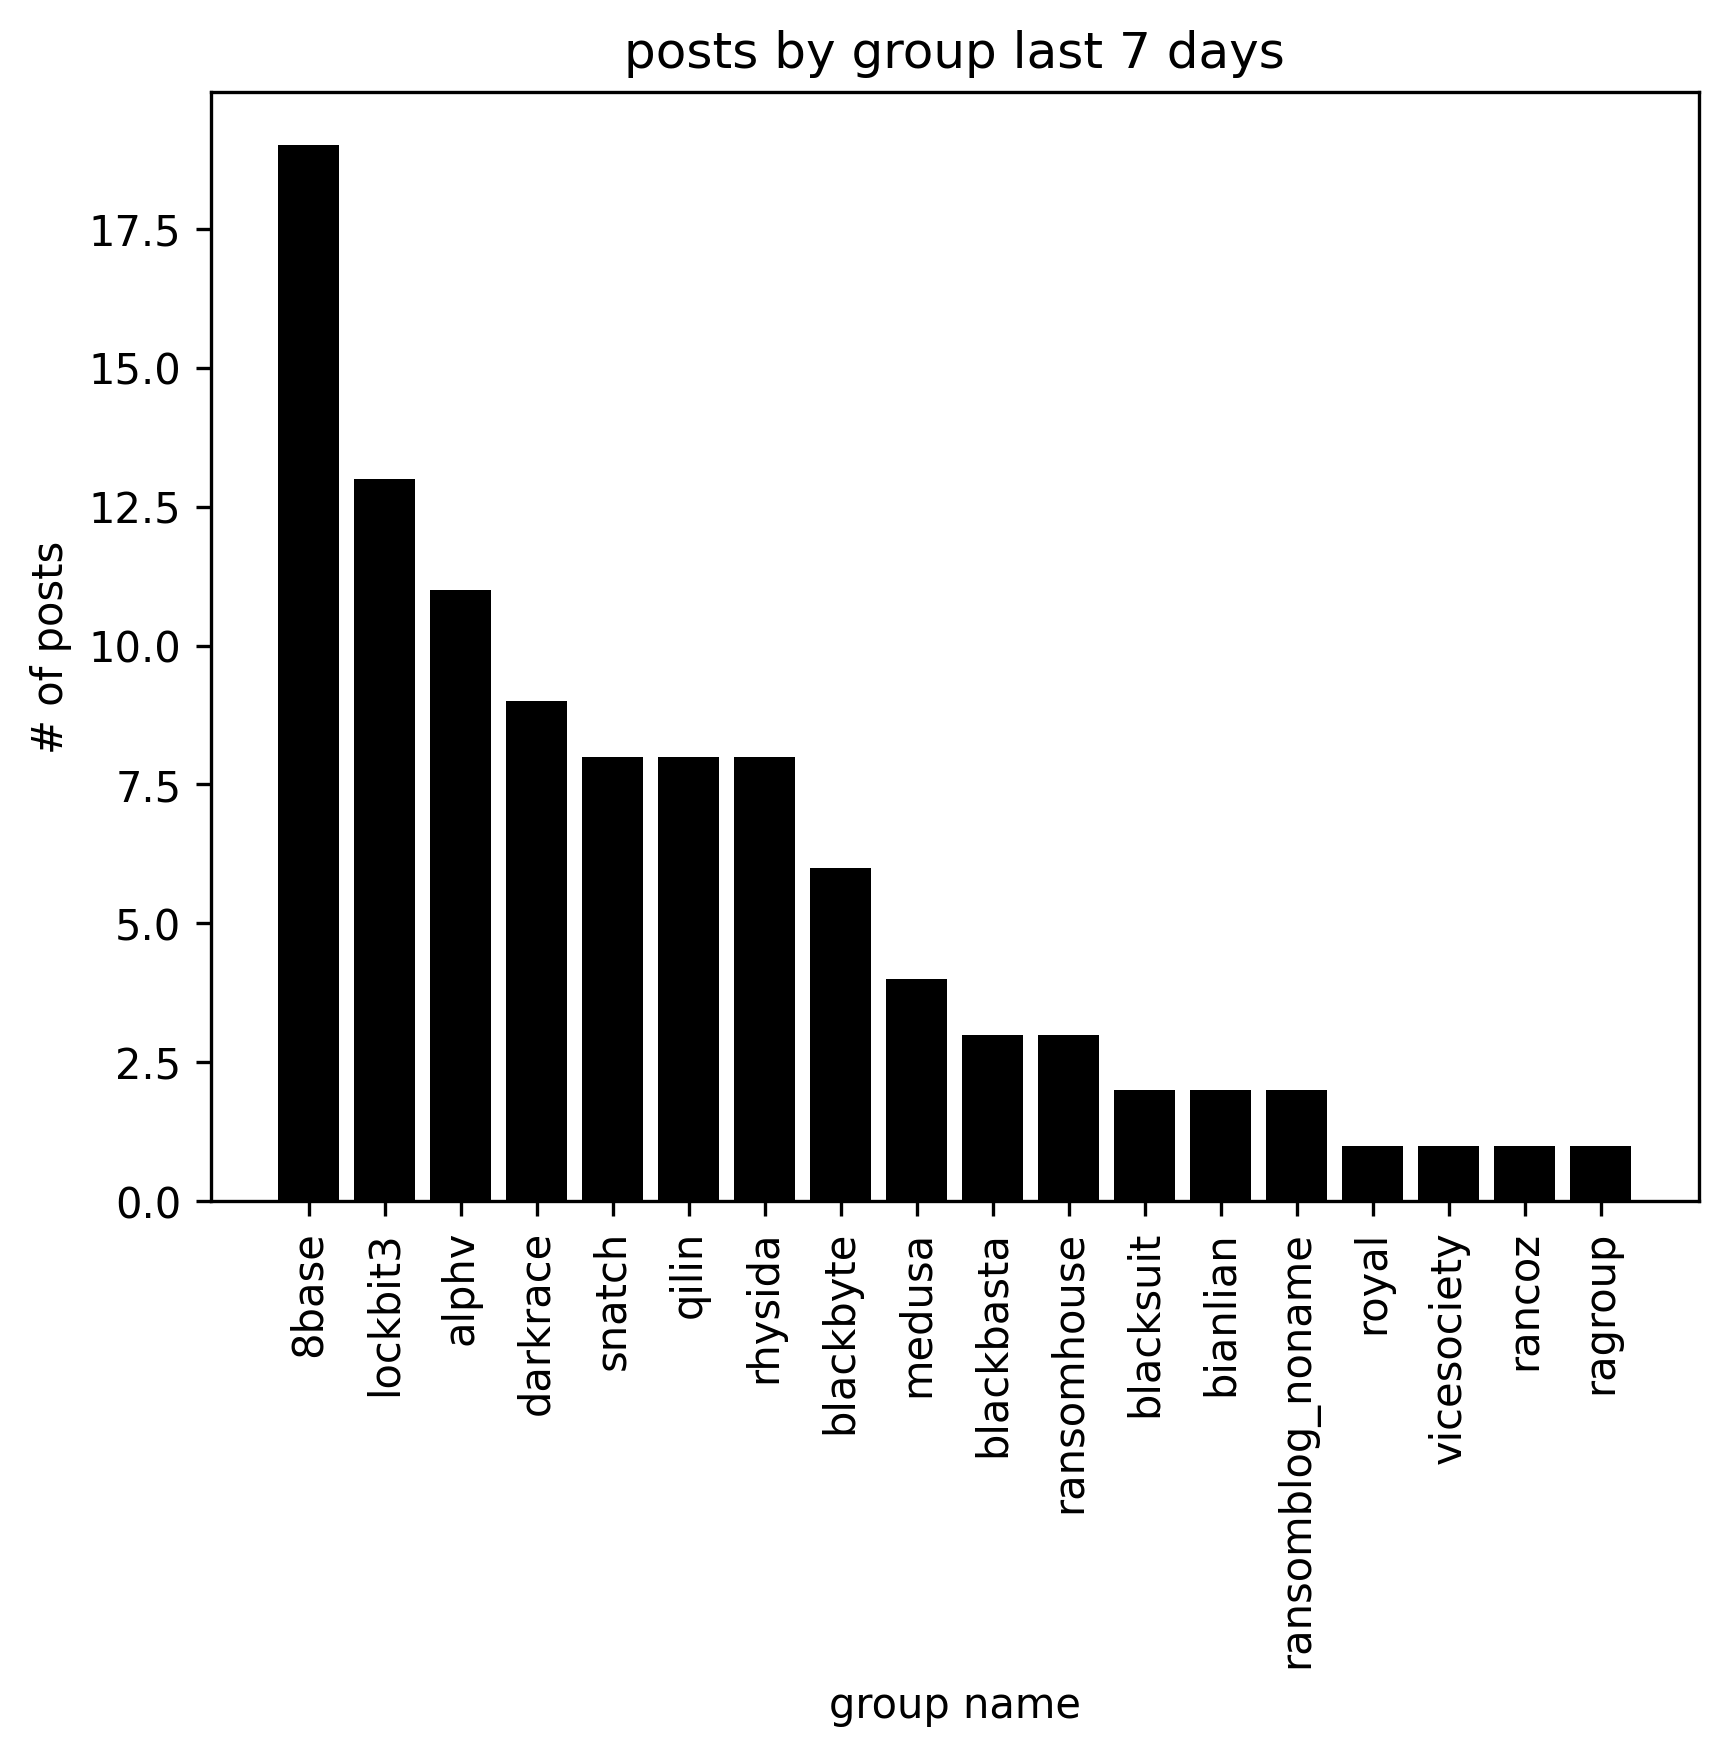 posts by group last 7 days
# of posts
17.5
15.0
12.5
10.0
7.5
5.0
2.5
0.0
8base
lockbit3
alphv
darkrace
snatch
qilin
rhysida
blackbyte
medusa
blackbasta
ransomhouse
blacksuit
bianlian
ransomblog_noname
royal
vicesociety
rancoz
ragroup
group name